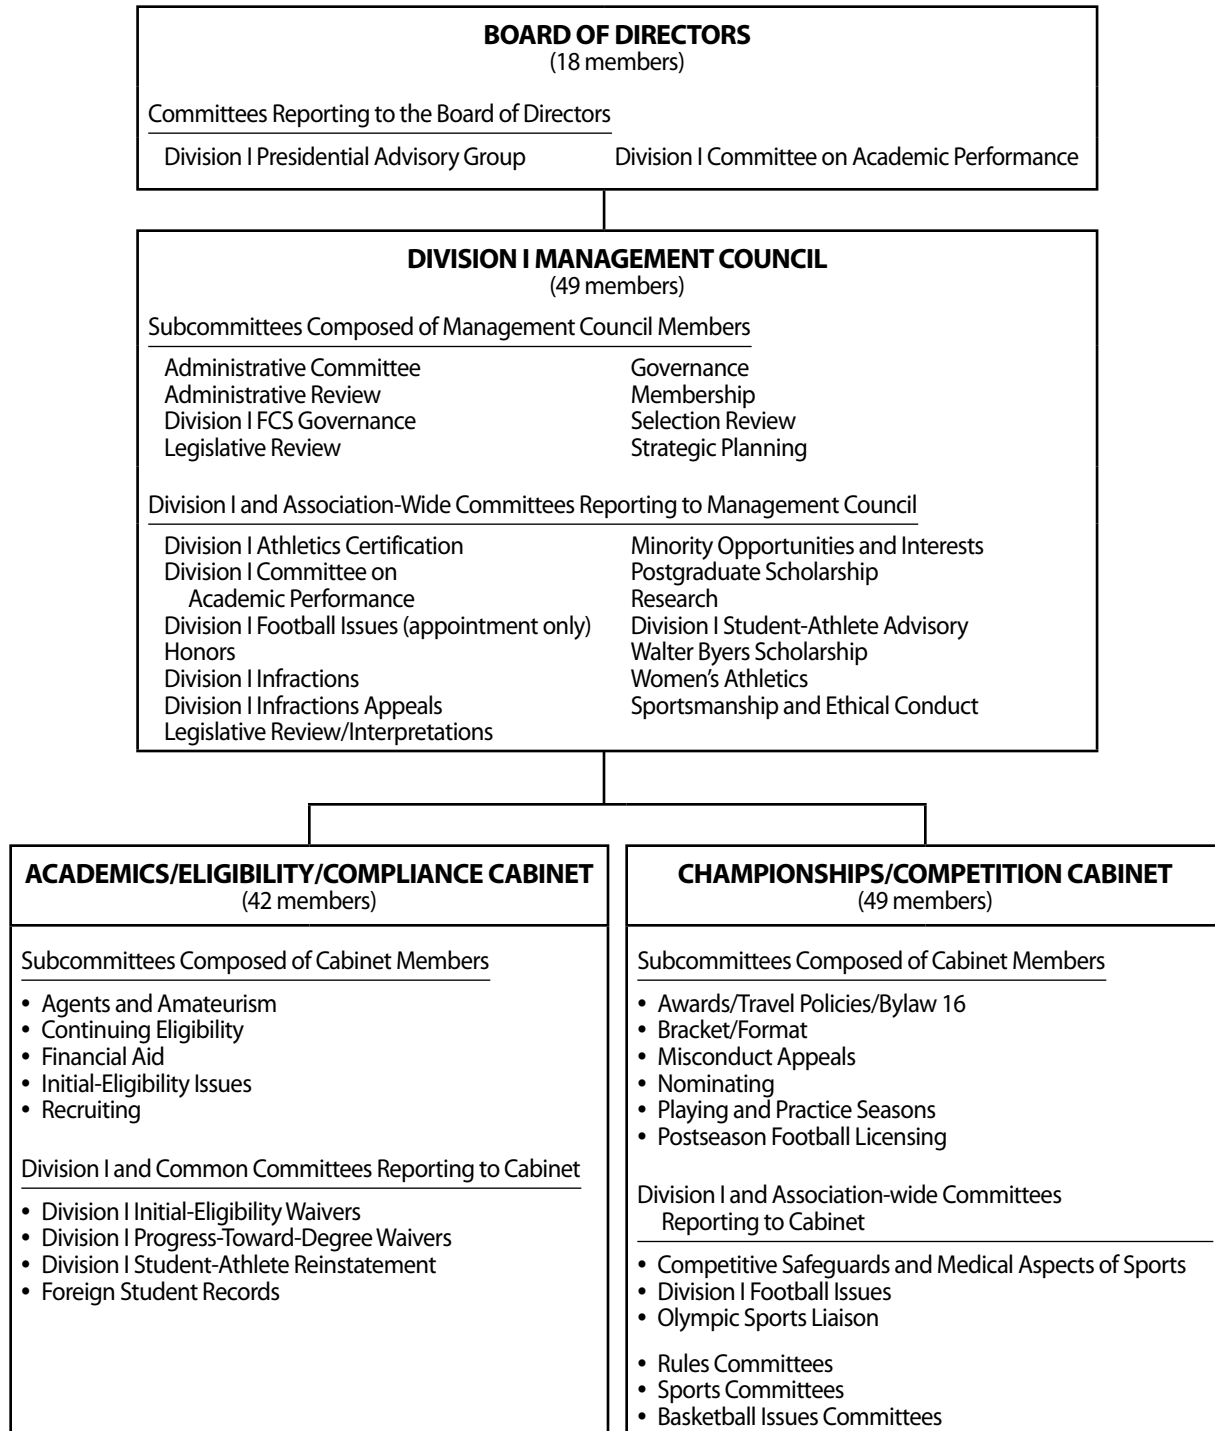 BOARD OF DIRECTORS
(18 members)
Committees Reporting to the Board of Directors
Division I Presidential Advisory Group
Division I Committee on Academic Performance
DIVISION I MANAGEMENT COUNCIL
(49 members)
Subcommittees Composed of Management Council Members
Administrative Committee
Administrative Review
Division I FCS Governance
Legislative Review
Governance
Membership
Selection Review
Strategic Planning
Division I and Association-Wide Committees Reporting to Management Council
Division I Athletics Certification
Division I Committee on
Academic Performance
Division I Football Issues (appointment only)
Honors
Division I Infractions
Division I Infractions Appeals
Legislative Review/Interpretations
Minority Opportunities and Interests
Postgraduate Scholarship
Research
Division I Student-Athlete Advisory
Walter Byers Scholarship
Women's Athletics
Sportsmanship and Ethical Conduct
ACADEMICS/ELIGIBILITY/COMPLIANCE CABINET
(42 members)
Subcommittees Composed of Cabinet Members
• Agents and Amateurism
• Continuing Eligibility
• Financial Aid
• Initial-Eligibility Issues
• Recruiting
Division I and Common Committees Reporting to Cabinet
• Division I Initial-Eligibility Waivers
• Division I Progress-Toward-Degree Waivers
• Division I Student-Athlete Reinstatement
• Foreign Student Records
CHAMPIONSHIPS/COMPETITION CABINET
(49 members)
Subcommittees Composed of Cabinet Members
• Awards/Travel Policies/Bylaw 16
• Bracket/Format
• Misconduct Appeals
• Nominating
• Playing and Practice Seasons
• Postseason Football Licensing
Division I and Association-wide Committees
Reporting to Cabinet
• Competitive Safeguards and Medical Aspects of Sports
• Division I Football Issues
• Olympic Sports Liaison
• Rules Committees
• Sports Committees
• Basketball Issues Committees